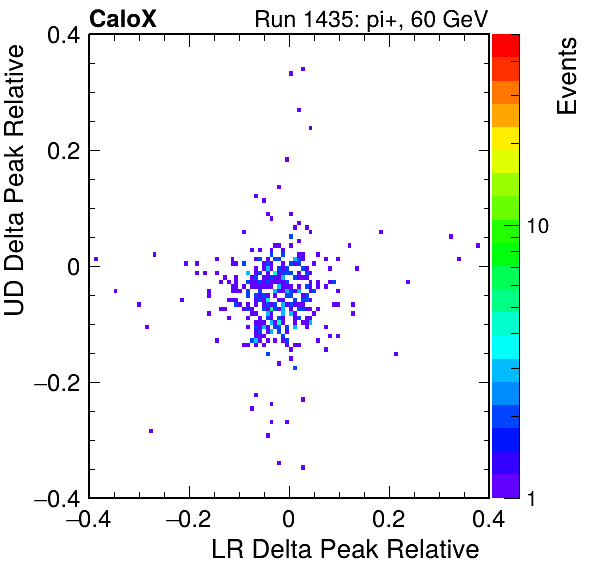 CaloX Run 1435: pi+, 60 GeV
Events
UD Delta Peak Relative
0.4
0.2
0
−0.2
−0.4
10
1
−0.4 −0.2 0 0.2 0.4
LR Delta Peak Relative